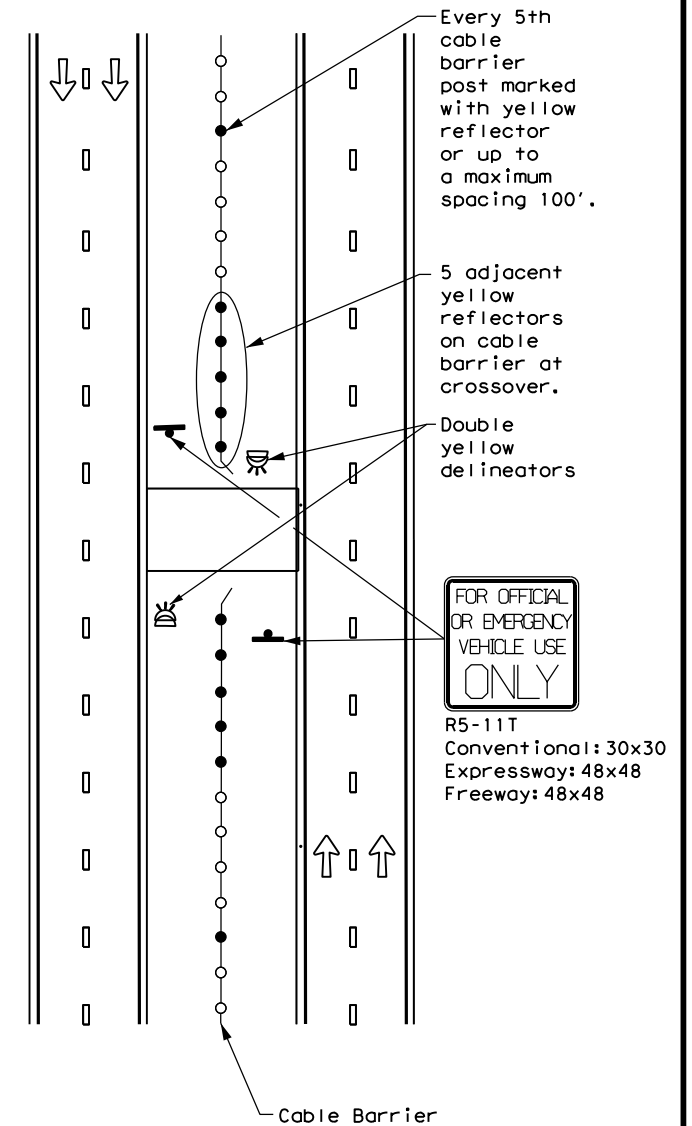 Every 5th
cable
barrier
post marked
with yellow
reflector
or up to
a maximum
spacing 100'.
5 adjacent
yellow
reflectors
on cable
barrier at
crossover.
Double
yellow
delineators
FOR OFFICIAL
OR EMERGENCY
VEHICLE USE
ONLY
R5-11T
Conventional:30x30
Expressway:48x48
Freeway:48x48
Cable Barrier